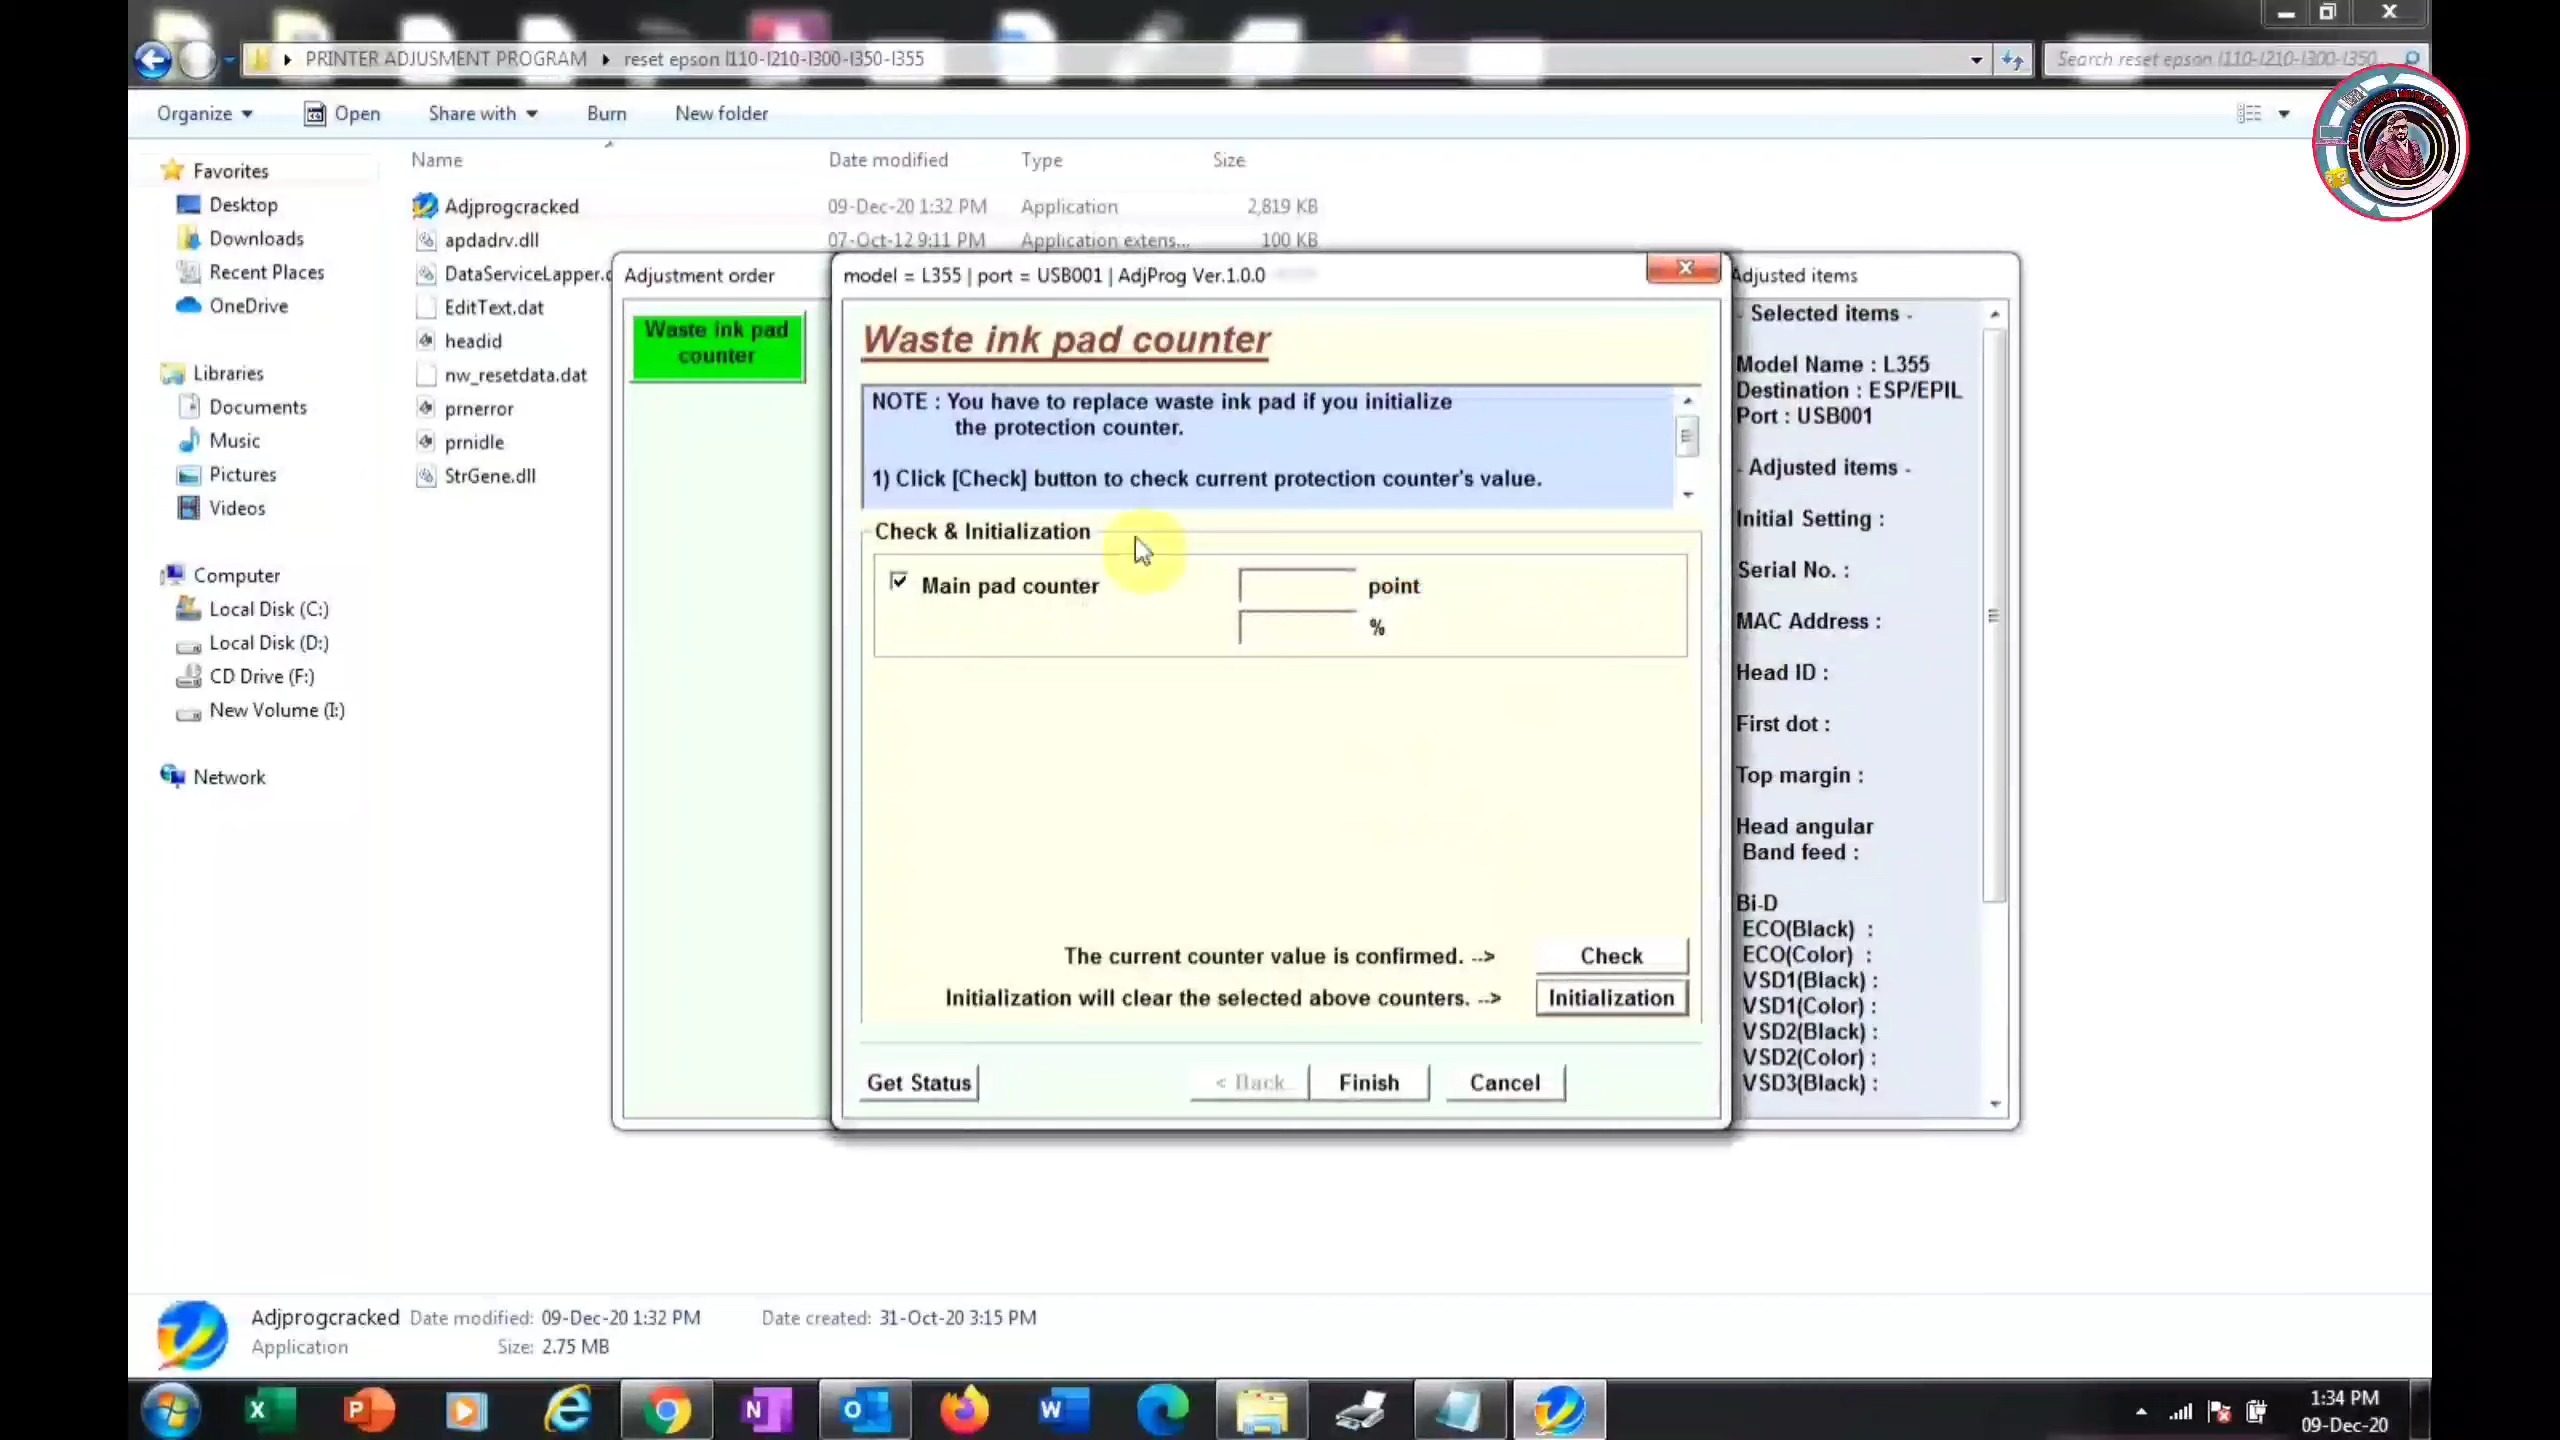 PRINTER ADJUSMENT PROGRAM ▸ reset epson l110-l210-l300-l350-l355
Search reset epson l110-l210-l300-l350...
Organize
Open
Share with
Burn
New folder
Name
Date modified
Type
Size
Favorites
Desktop
Downloads
Recent Places
OneDrive
Libraries
Documents
Music
Pictures
Videos
Computer
Local Disk (C:)
Local Disk (D:)
CD Drive (F:)
New Volume (I:)
Network
Adjprogcracked 09-Dec-20 1:32 PM Application 2,819 KB
apdadrv.dll 07-Oct-12 9:11 PM Application extens... 100 KB
DataServiceLapper.d
EditText.dat
headid
nw_resetdata.dat
prnerror
prnidle
StrGene.dll
Adjustment order
Waste ink pad
counter
model = L355 | port = USB001 | AdjProg Ver.1.0.0
Waste ink pad counter
NOTE : You have to replace waste ink pad if you initialize
the protection counter.
1) Click [Check] button to check current protection counter's value.
Check & Initialization
Main pad counter
point
%
The current counter value is confirmed. -->
Check
Initialization will clear the selected above counters. -->
Initialization
Get Status
< Back
Finish
Cancel
Adjusted items
- Selected items -
Model Name : L355
Destination : ESP/EPIL
Port : USB001
- Adjusted items -
Initial Setting :
Serial No. :
MAC Address :
Head ID :
First dot :
Top margin :
Head angular
Band feed :
Bi-D
ECO(Black) :
ECO(Color) :
VSD1(Black) :
VSD1(Color) :
VSD2(Black) :
VSD2(Color) :
VSD3(Black) :
Adjprogcracked Date modified: 09-Dec-20 1:32 PM Date created: 31-Oct-20 3:15 PM
Application Size: 2.75 MB
1:34 PM
09-Dec-20